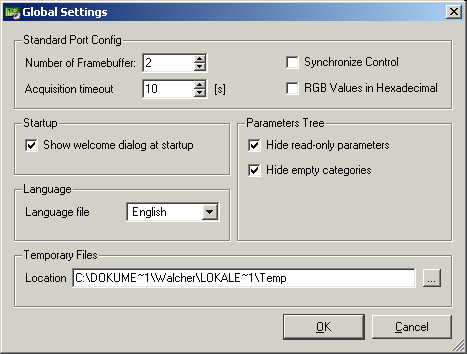 Global Settings
Standard Port Config
Number of Framebuffer: 2
Synchronize Control
Acquisition timeout 10 [s]
RGB Values in Hexadecimal
Startup
Show welcome dialog at startup
Parameters Tree
Hide read-only parameters
Hide empty categories
Language
Language file English
Temporary Files
Location C:\DOKUME~1\Walcher\LOKALE~1\Temp ...
OK Cancel